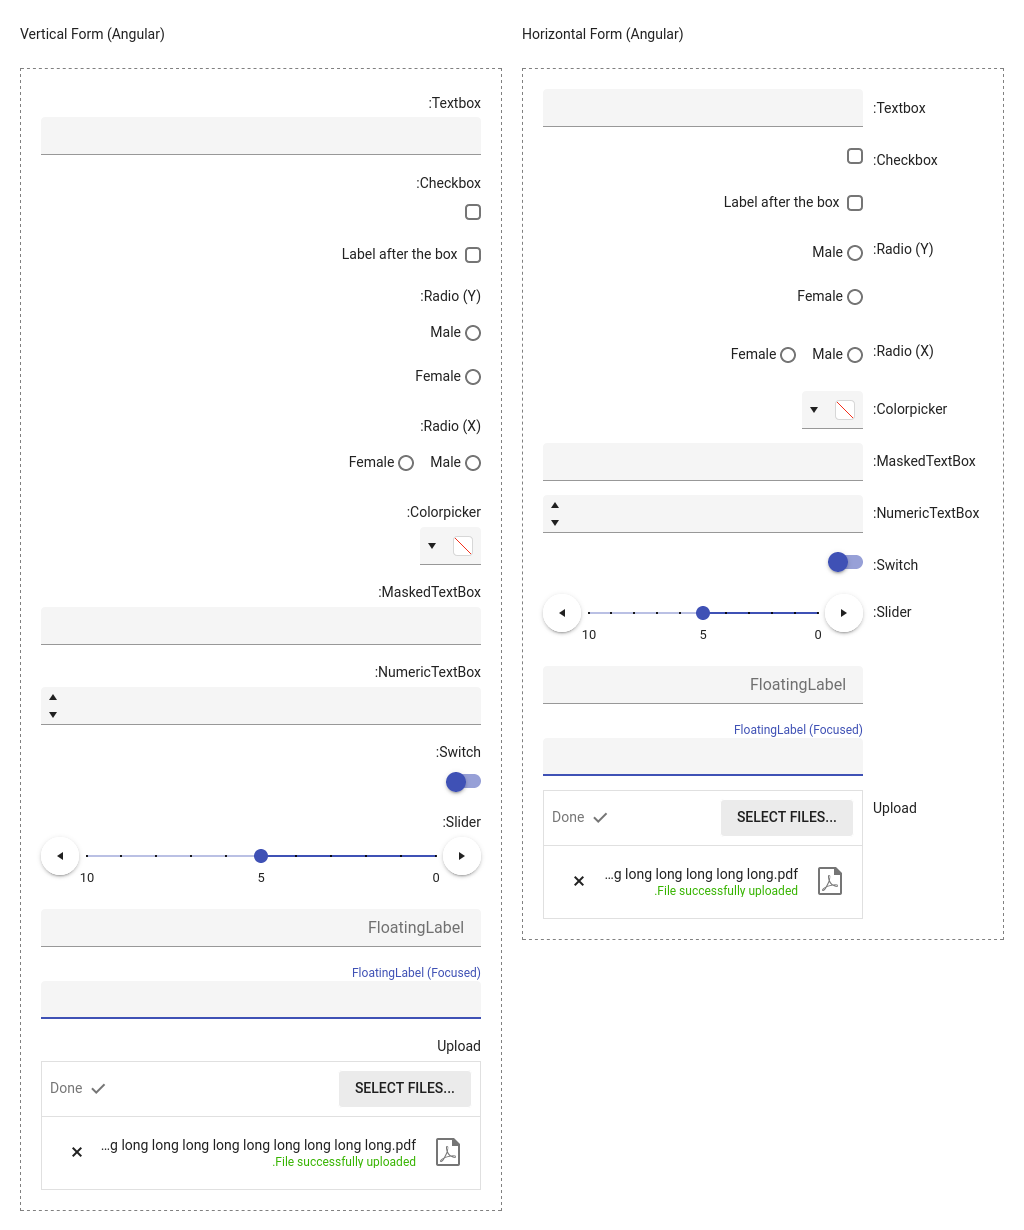 Vertical Form (Angular)
:Textbox
:Checkbox
Label after the box
:Radio (Y)
Male
Female
:Radio (X)
Female Male
:Colorpicker
:MaskedTextBox
:NumericTextBox
:Switch
:Slider
10 5 0
FloatingLabel
FloatingLabel (Focused)
Upload
Done SELECT FILES...
...g long long long long long long long long long.pdf
.File successfully uploaded
Horizontal Form (Angular)
:Textbox
:Checkbox
Label after the box
Male :Radio (Y)
Female
Female Male :Radio (X)
:Colorpicker
:MaskedTextBox
:NumericTextBox
:Switch
:Slider
10 5 0
FloatingLabel
FloatingLabel (Focused)
Done SELECT FILES... Upload
...g long long long long long.pdf
.File successfully uploaded